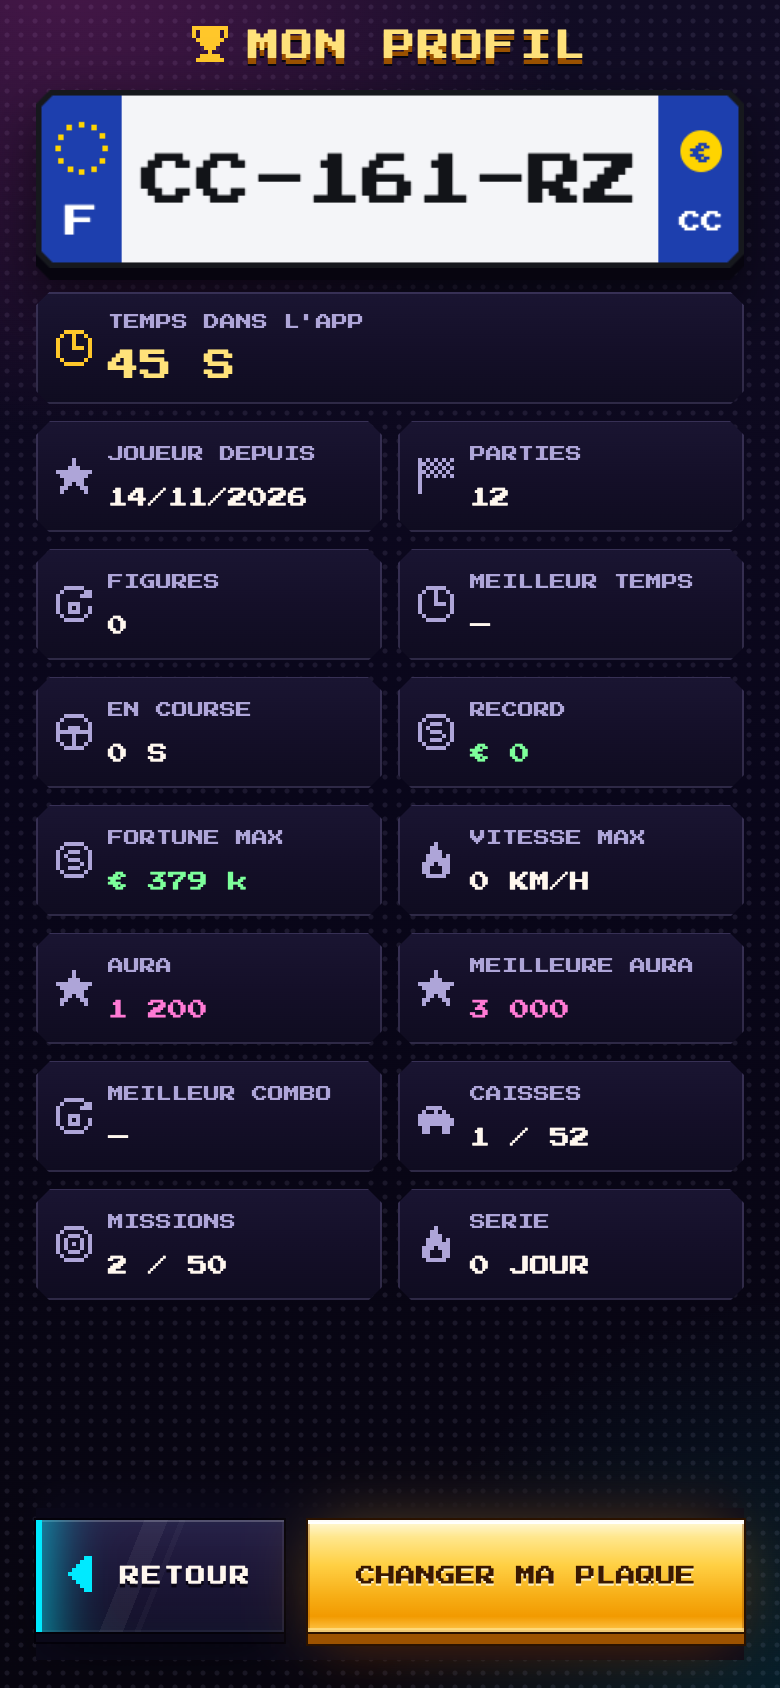 MON PROFIL
F
CC-161-RZ
€
CC
TEMPS DANS L'APP
45 S
JOUEUR DEPUIS
14/11/2026
PARTIES
12
FIGURES
0
MEILLEUR TEMPS
—
EN COURSE
0 S
RECORD
€ 0
FORTUNE MAX
€ 379 k
VITESSE MAX
0 KM/H
AURA
1 200
MEILLEURE AURA
3 000
MEILLEUR COMBO
—
CAISSES
1 / 52
MISSIONS
2 / 50
SERIE
0 JOUR
RETOUR
CHANGER MA PLAQUE